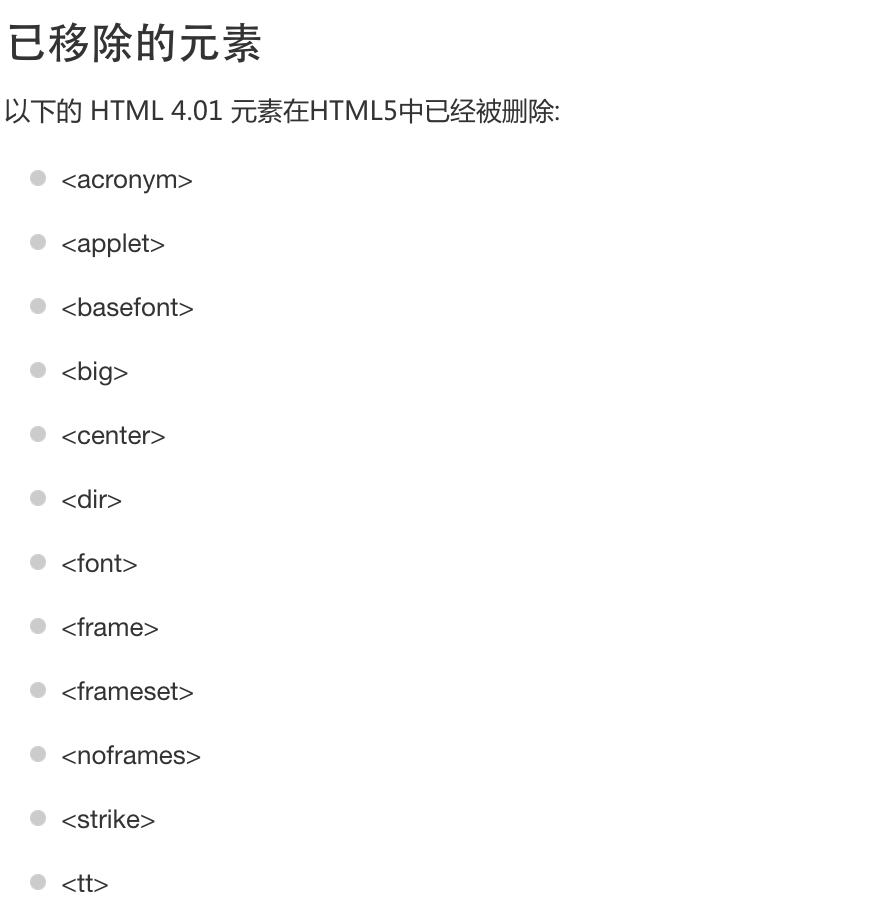 已移除的元素
以下的 HTML 4.01 元素在HTML5中已经被删除:
<acronym>
<applet>
<basefont>
<big>
<center>
<dir>
<font>
<frame>
<frameset>
<noframes>
<strike>
<tt>